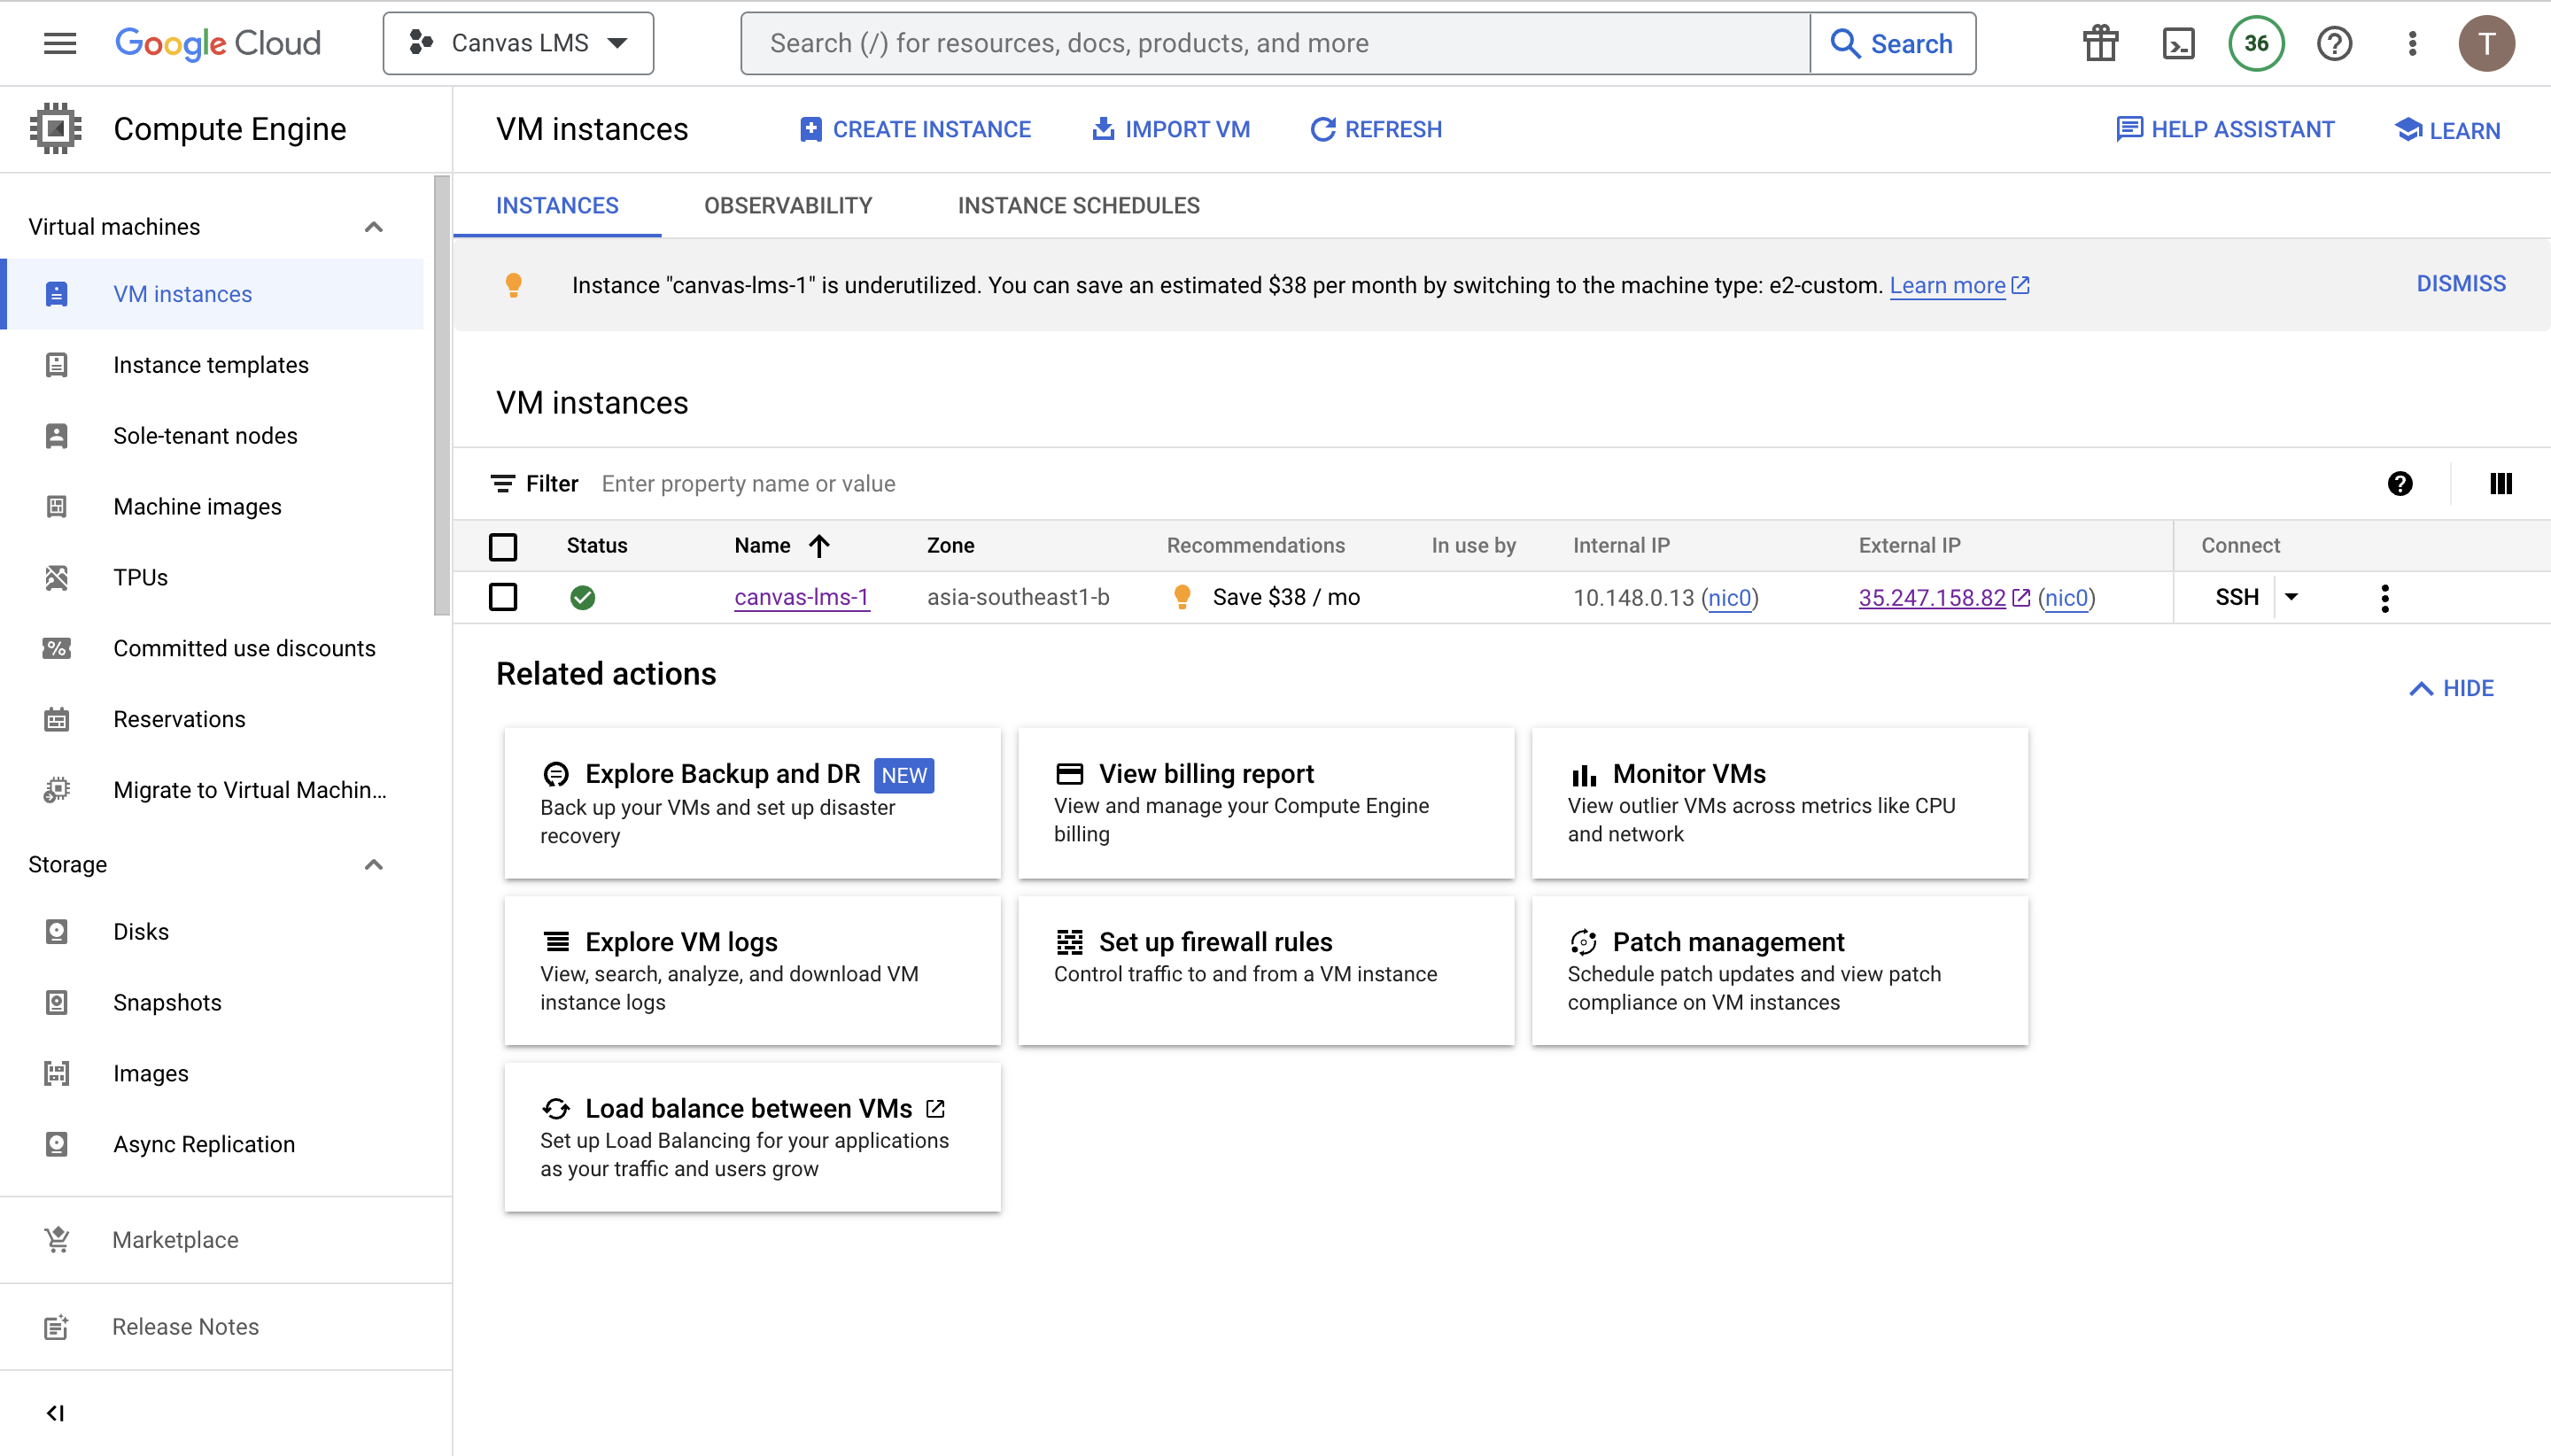 Google Cloud
Canvas LMS
Search (/) for resources, docs, products, and more
Search
36
T
Compute Engine
VM instances
CREATE INSTANCE
IMPORT VM
REFRESH
HELP ASSISTANT
LEARN
Virtual machines
VM instances
Instance templates
Sole-tenant nodes
Machine images
TPUs
Committed use discounts
Reservations
Migrate to Virtual Machin...
Storage
Disks
Snapshots
Images
Async Replication
Marketplace
Release Notes
INSTANCES
OBSERVABILITY
INSTANCE SCHEDULES
Instance "canvas-lms-1" is underutilized. You can save an estimated $38 per month by switching to the machine type: e2-custom. Learn more
DISMISS
VM instances
Filter Enter property name or value
Status Name Zone Recommendations In use by Internal IP External IP Connect
canvas-lms-1 asia-southeast1-b Save $38 / mo 10.148.0.13 (nic0) 35.247.158.82 (nic0) SSH
Related actions
HIDE
Explore Backup and DR NEW
Back up your VMs and set up disaster
recovery
View billing report
View and manage your Compute Engine
billing
Monitor VMs
View outlier VMs across metrics like CPU
and network
Explore VM logs
View, search, analyze, and download VM
instance logs
Set up firewall rules
Control traffic to and from a VM instance
Patch management
Schedule patch updates and view patch
compliance on VM instances
Load balance between VMs
Set up Load Balancing for your applications
as your traffic and users grow